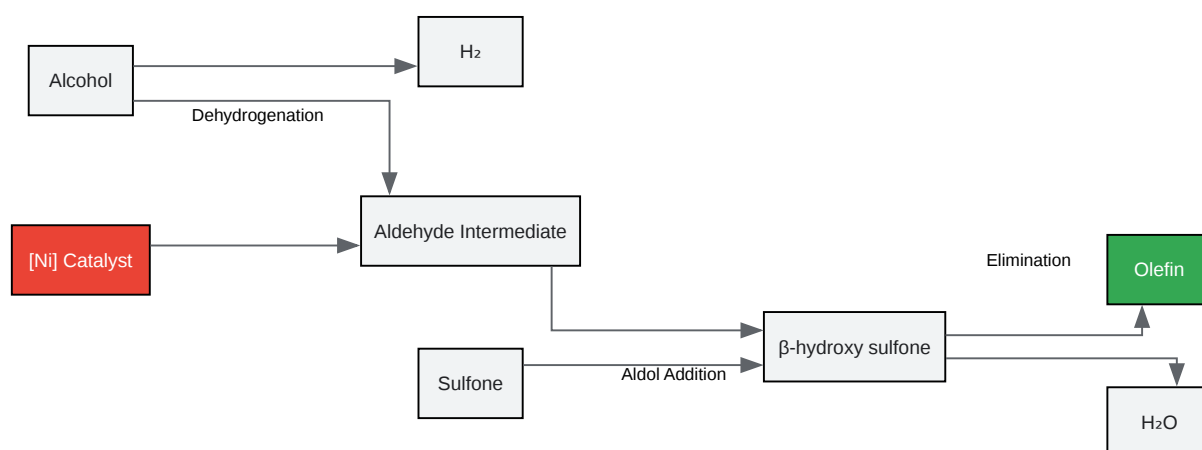 H₂
Alcohol
Dehydrogenation
Aldehyde Intermediate
[Ni] Catalyst
Elimination
Olefin
β-hydroxy sulfone
Sulfone
Aldol Addition
H₂O